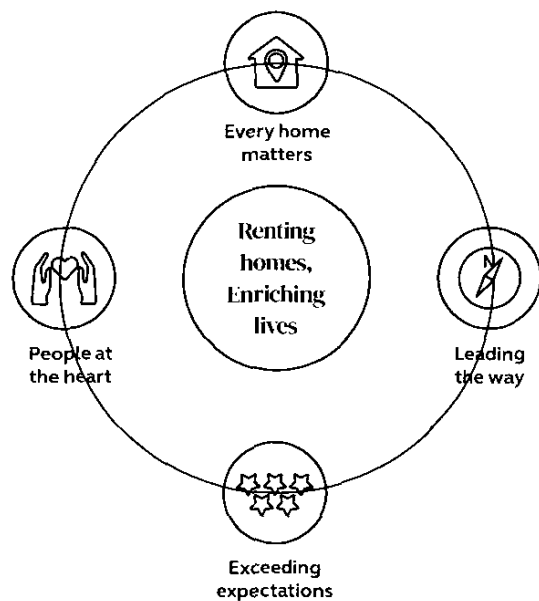 Every home
matters
Renting
homes,
Enriching
lives
N
People at
the heart
Leading
the way
Exceeding
expectations